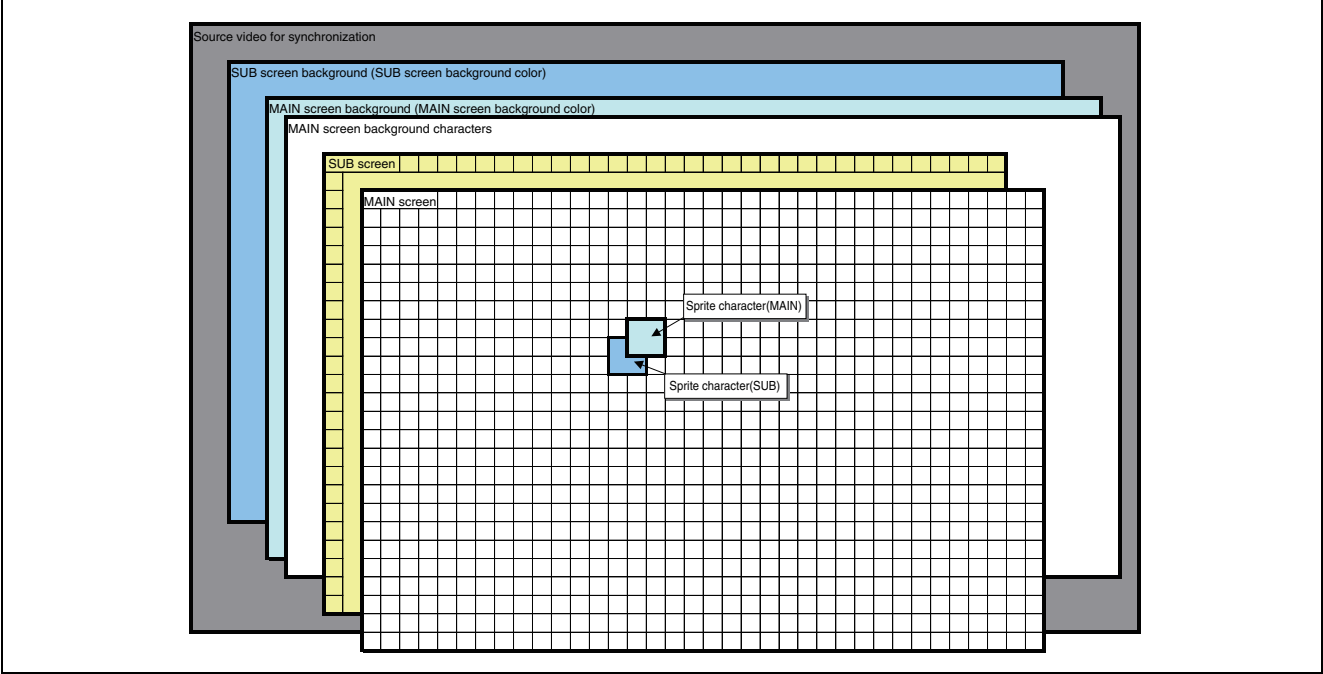 Source video for synchronization
SUB screen background (SUB screen background color)
MAIN screen background (MAIN screen background color)
MAIN screen background characters
SUB screen
MAIN screen
Sprite character(MAIN)
Sprite character(SUB)